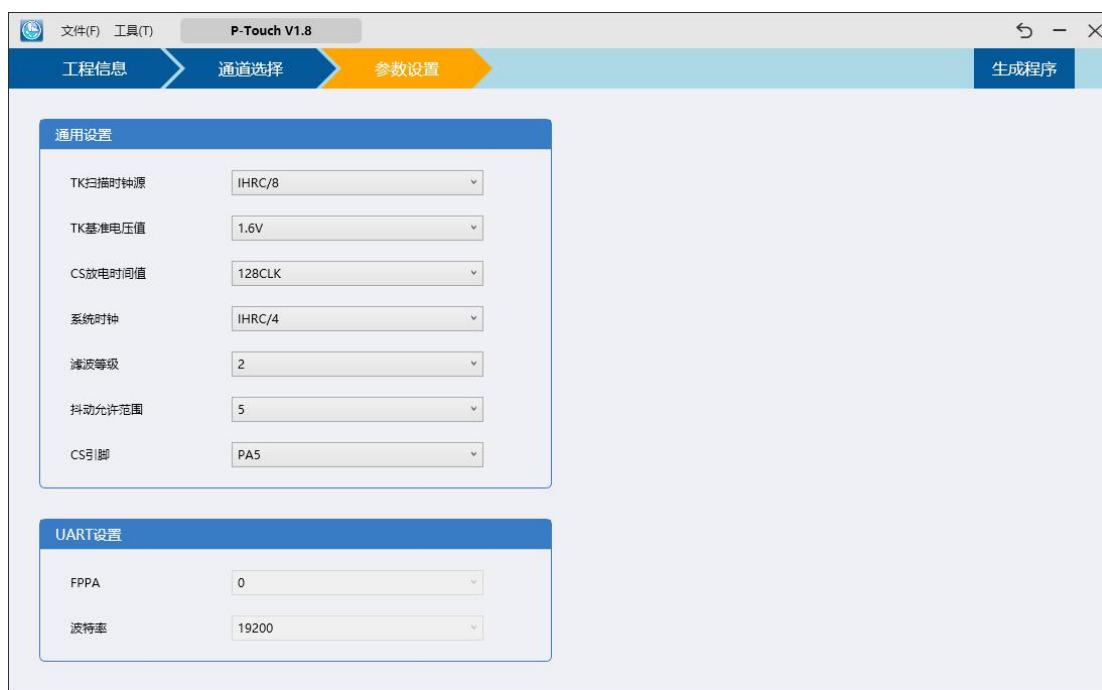 文件(F) 工具(T) P-Touch V1.8
工程信息 通道选择 参数设置 生成程序
通用设置
TK扫描时钟源 IHRC/8
TK基准电压值 1.6V
CS放电时间值 128CLK
系统时钟 IHRC/4
滤波等级 2
抖动允许范围 5
CS引脚 PA5
UART设置
FPPA 0
波特率 19200